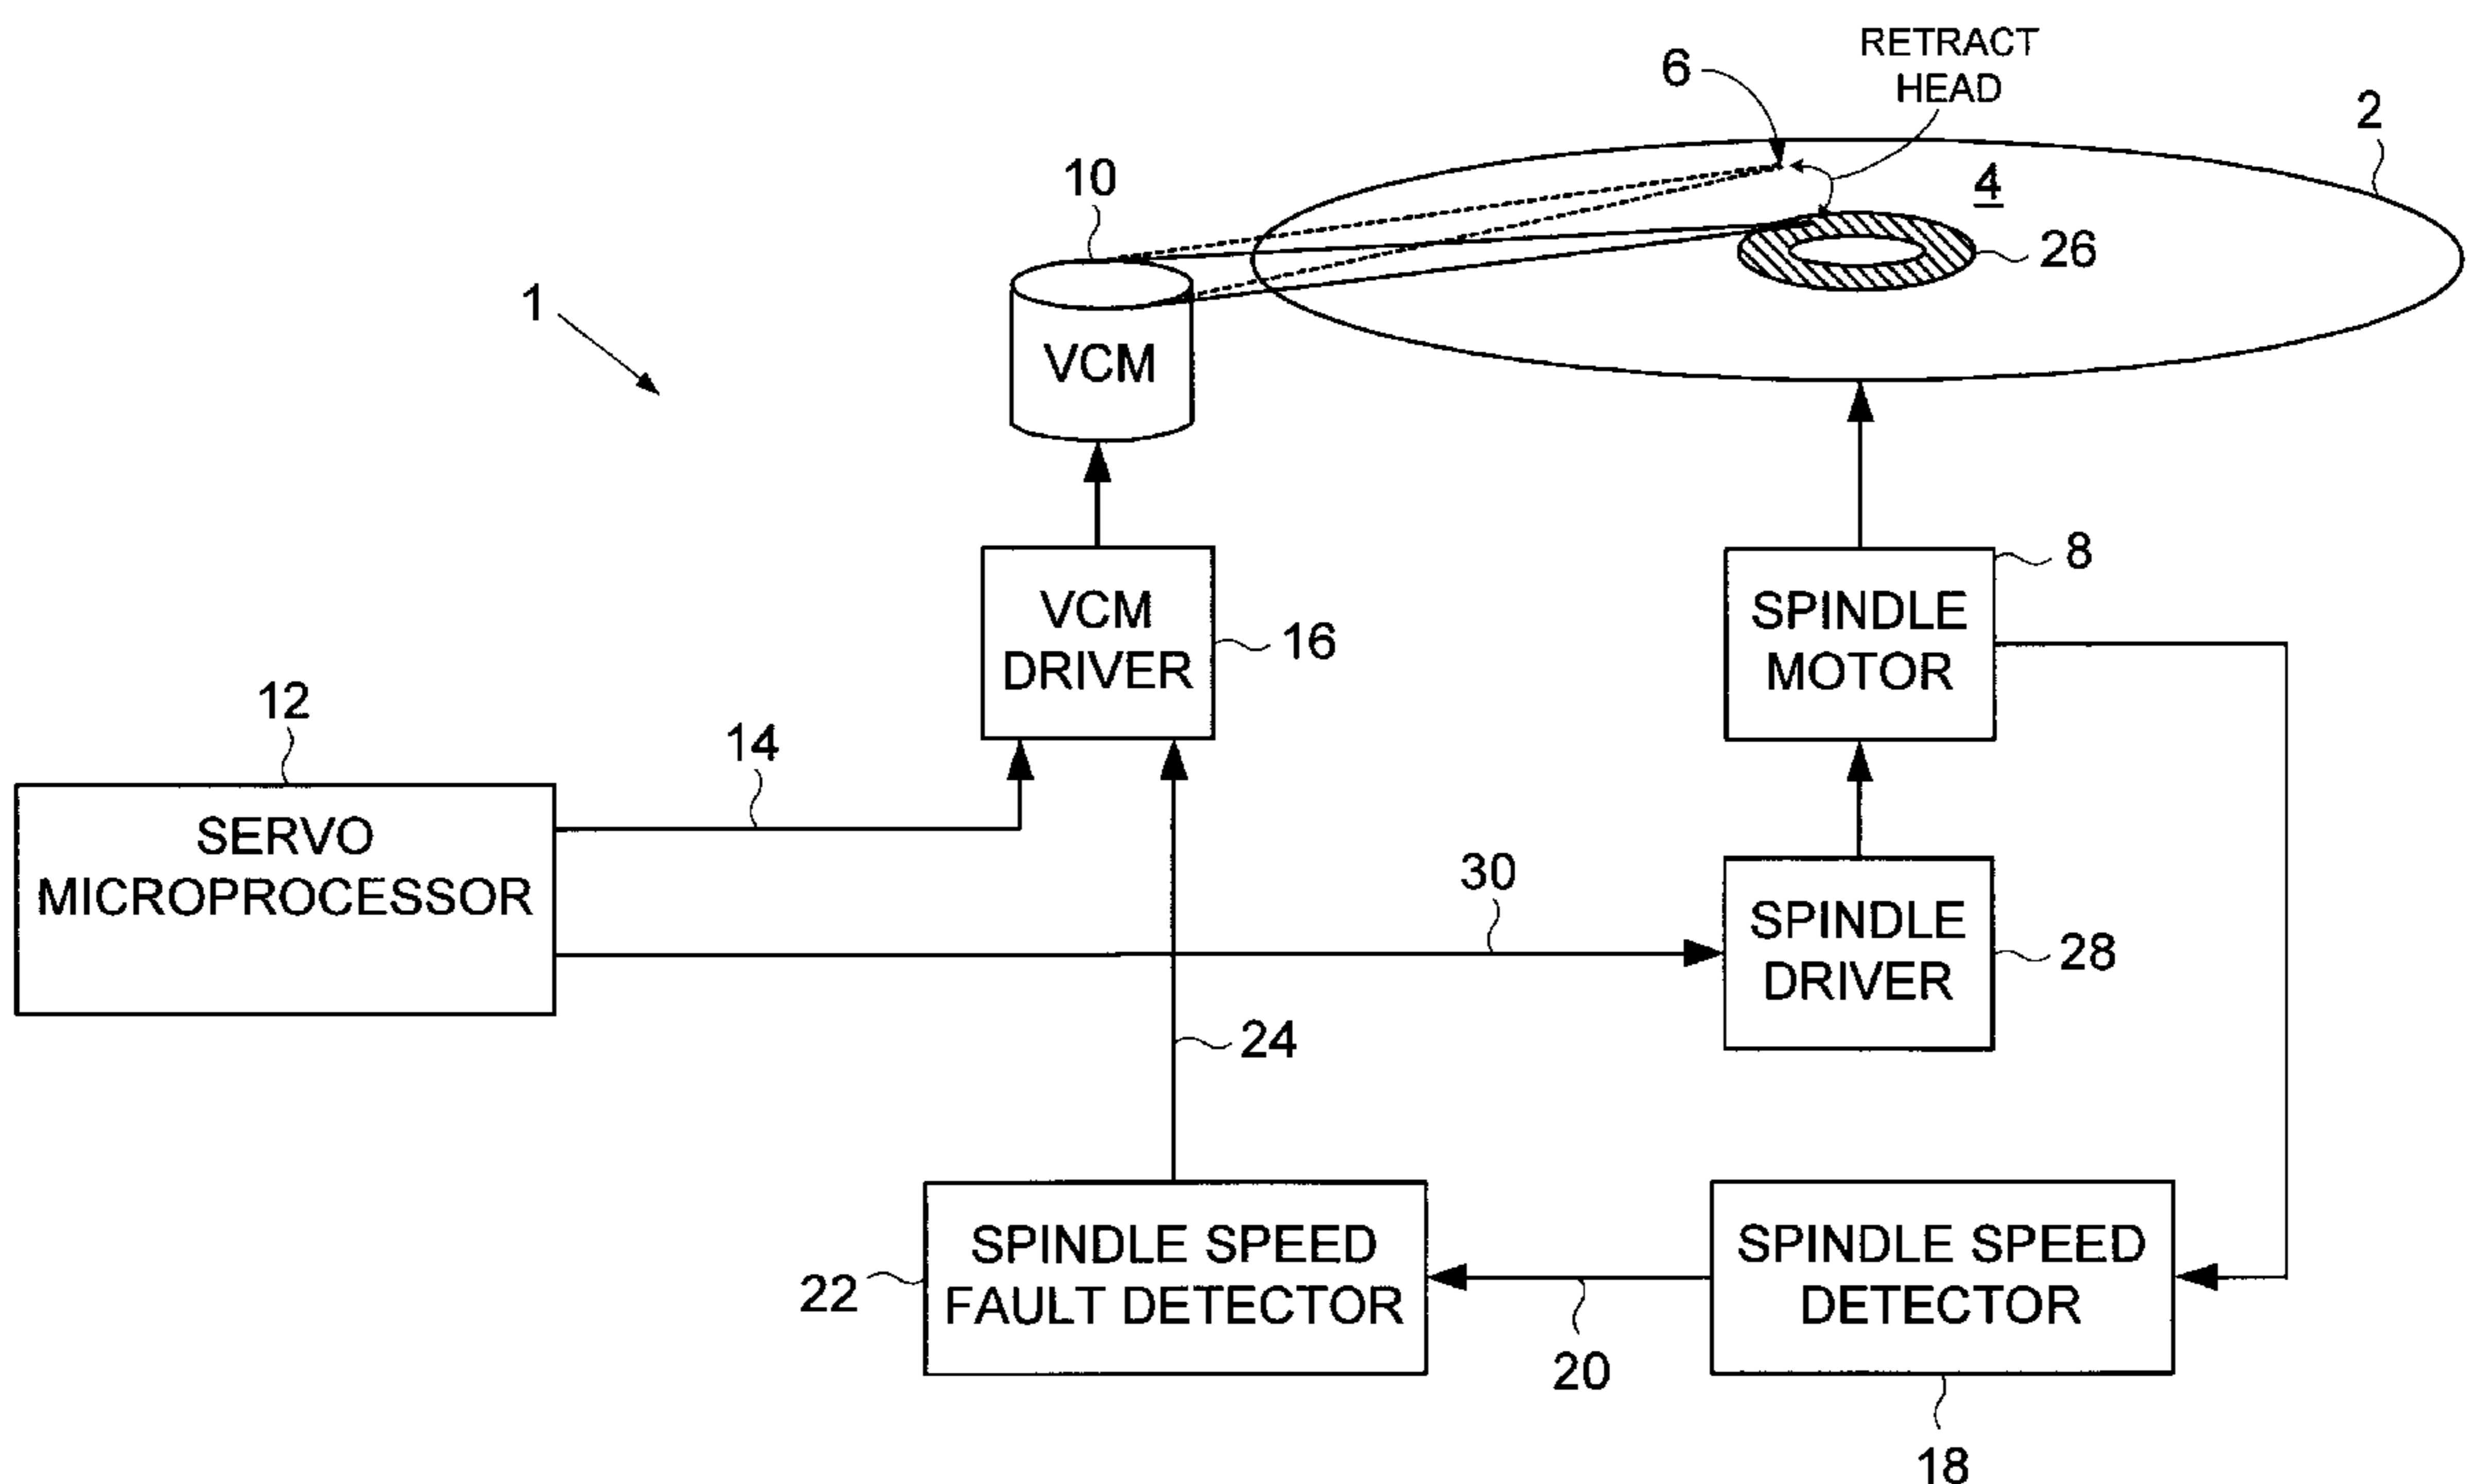 RETRACT
HEAD
6
2
10
4
26
1
VCM
8
VCM
DRIVER
16
SPINDLE
MOTOR
12
14
SERVO
MICROPROCESSOR
30
SPINDLE
DRIVER
28
24
SPINDLE SPEED
FAULT DETECTOR
22
SPINDLE SPEED
DETECTOR
20
18